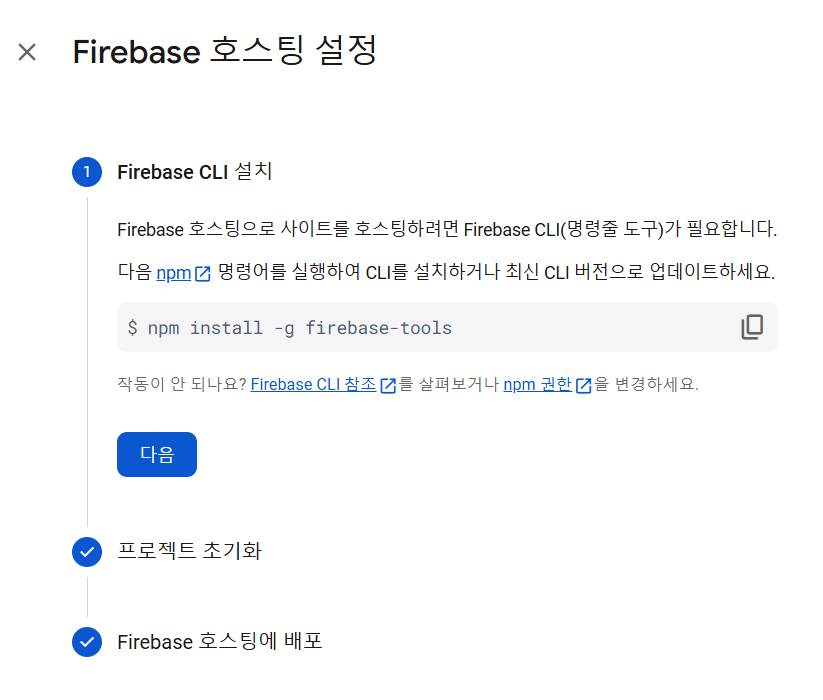 Firebase 호스팅 설정
1 Firebase CLI 설치
Firebase 호스팅으로 사이트를 호스팅하려면 Firebase CLI(명령줄 도구)가 필요합니다.
다음 npm 명령어를 실행하여 CLI를 설치하거나 최신 CLI 버전으로 업데이트하세요.
$ npm install -g firebase-tools
작동이 안 되나요? Firebase CLI 참조를 살펴보거나 npm 권한을 변경하세요.
다음
프로젝트 초기화
Firebase 호스팅에 배포